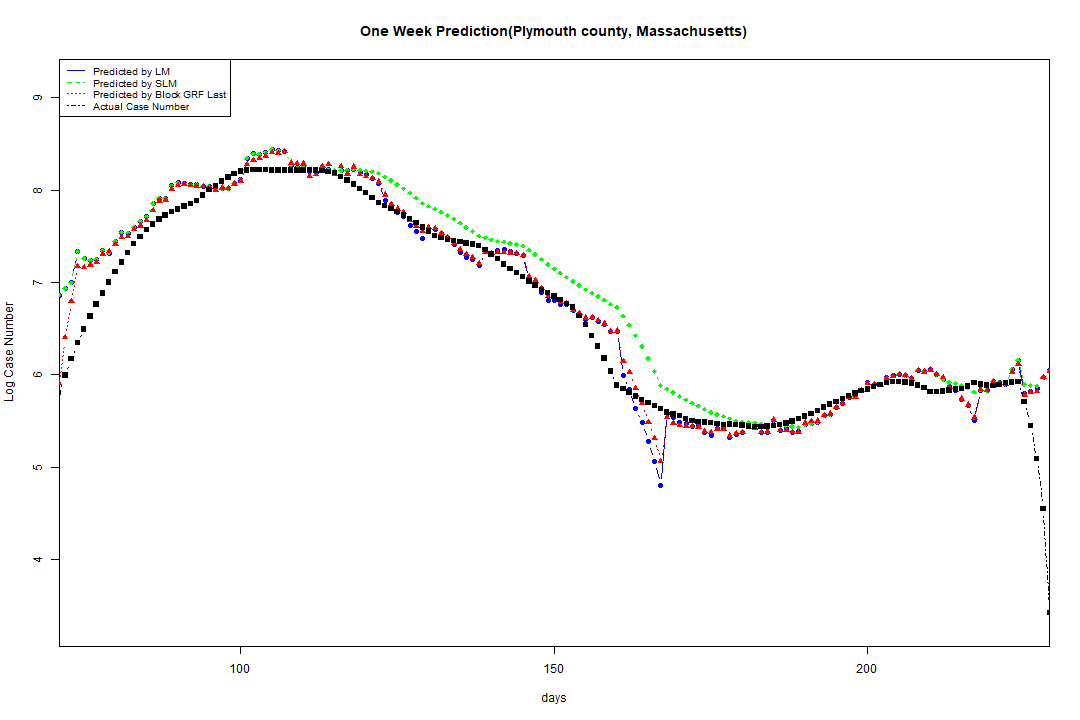 One Week Prediction(Plymouth county, Massachusetts)
Predicted by LM
Predicted by SLM
Predicted by Block GRF Last
Actual Case Number
Log Case Number
9
8
7
6
5
4
100 150 200
days